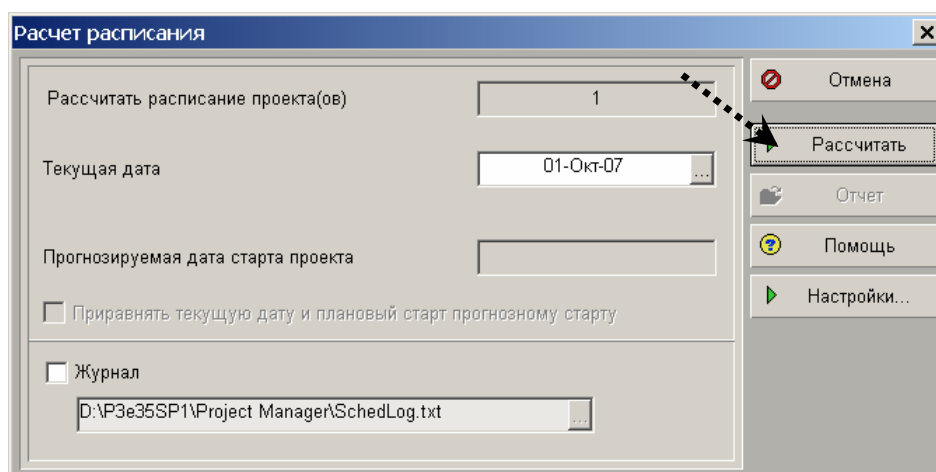 Расчет расписания
Рассчитать расписание проекта(ов)
1
Текущая дата
01-Окт-07
...
Прогнозируемая дата старта проекта
Приравнять текущую дату и плановый старт прогнозному старту
Журнал
D:\P3e35SP1\Project Manager\SchedLog.txt
...
Отмена
Рассчитать
Отчет
Помощь
Настройки...